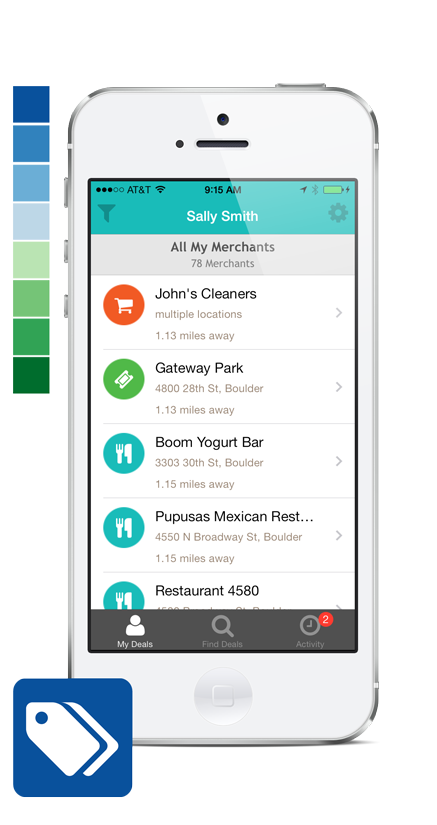 AT&T 9:15 AM
Sally Smith
All My Merchants
78 Merchants
John's Cleaners
multiple locations
1.13 miles away
Gateway Park
4800 28th St, Boulder
1.13 miles away
Boom Yogurt Bar
3303 30th St, Boulder
1.15 miles away
Pupusas Mexican Rest...
4550 N Broadway St, Boulder
1.15 miles away
Restaurant 4580
2
My Deals Find Deals Activity